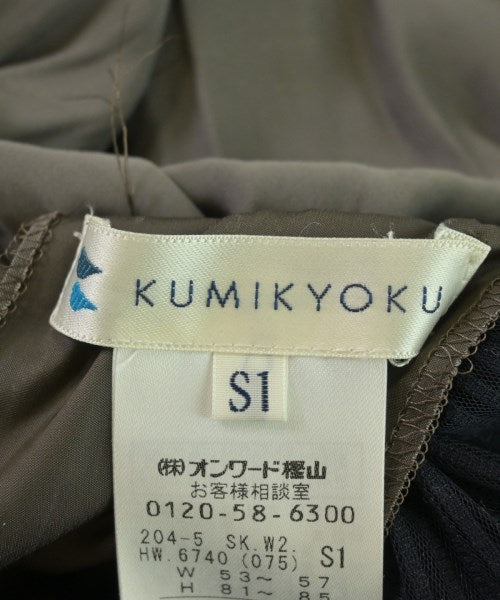 KUMIKYOKU
S1
(株)オンワード樫山
お客様相談室
0120-58-6300
204-5 SK.W2.
HW.6740 (075) S1
W 53〜 57
H 81〜 85